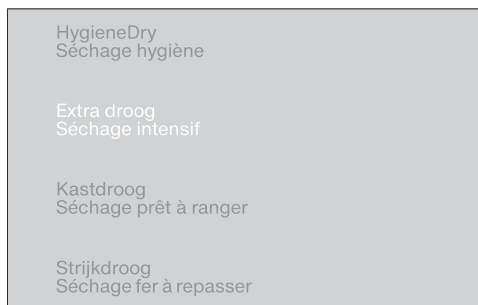 HygieneDry
Séchage hygiène
Extra droog
Séchage intensif
Kastdroog
Séchage prêt à ranger
Strijkdroog
Séchage fer à repasser